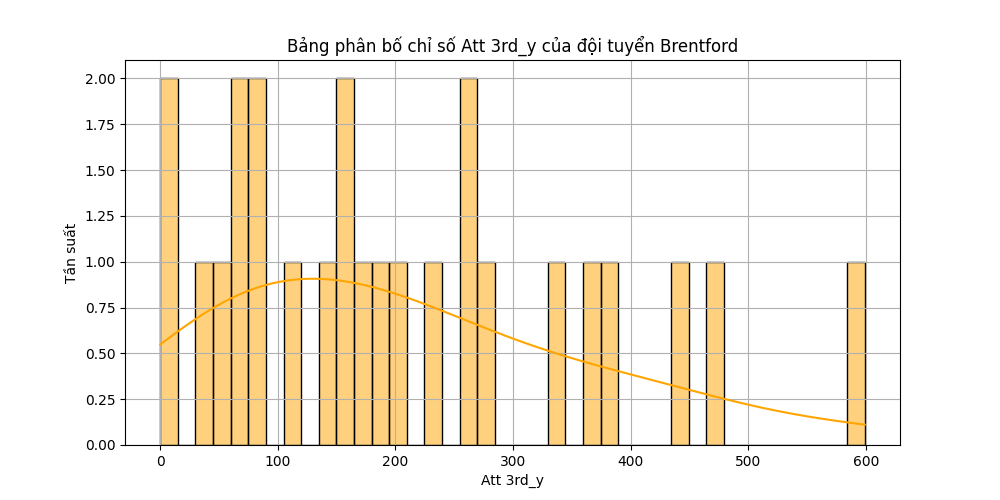 Bảng phân bố chỉ số Att 3rd_y của đội tuyển Brentford
2.00
1.75
1.50
1.25
1.00
0.75
0.50
0.25
0.00
Tần suất
0 100 200 300 400 500 600
Att 3rd_y